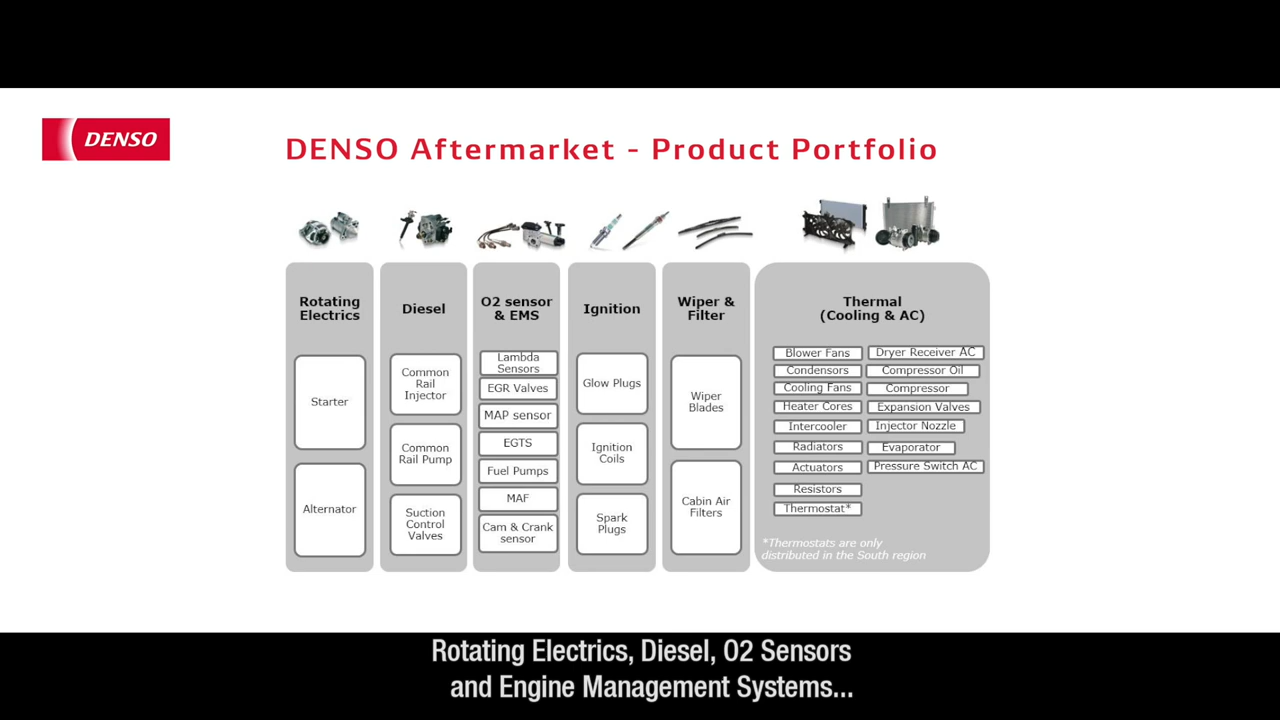 DENSO
DENSO Aftermarket - Product Portfolio
Rotating
Electrics
Starter
Alternator
Diesel
Common
Rail
Injector
Common
Rail Pump
Suction
Control
Valves
O2 sensor
& EMS
Lambda
Sensors
EGR Valves
MAP sensor
EGTS
Fuel Pumps
MAF
Cam & Crank
sensor
Ignition
Glow Plugs
Ignition
Coils
Spark
Plugs
Wiper &
Filter
Wiper
Blades
Cabin Air
Filters
Thermal
(Cooling & AC)
Blower Fans
Condensors
Cooling Fans
Heater Cores
Intercooler
Radiators
Actuators
Resistors
Thermostat*
Dryer Receiver AC
Compressor Oil
Compressor
Expansion Valves
Injector Nozzle
Evaporator
Pressure Switch AC
*Thermostats are only
distributed in the South region
Rotating Electrics, Diesel, O2 Sensors
and Engine Management Systems...